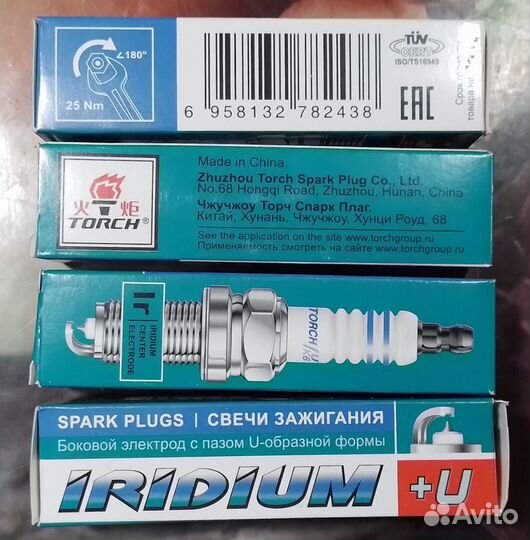 ∠180°
25 Nm
6 958132 782438
TÜV
CERT
ISO/TS16949
EAC
火 炬
TORCH®
Made in China.
Zhuzhou Torch Spark Plug Co., Ltd.
No.68 Hongqi Road, Zhuzhou, Hunan, China
Чжучжоу Торч Спарк Плаг.
Китай, Хунань, Чжучжоу, Хунци Роуд, 68
See the application on the site www.torchgroup.ru
Применяемость смотреть на сайте www.torchgroup.ru
Ir
IRIDIUM
CENTER
ELECTRODE
TORCH
SPARK PLUGS | СВЕЧИ ЗАЖИГАНИЯ
Боковой электрод с пазом U-образной формы
IRIDIUM +U
Avito